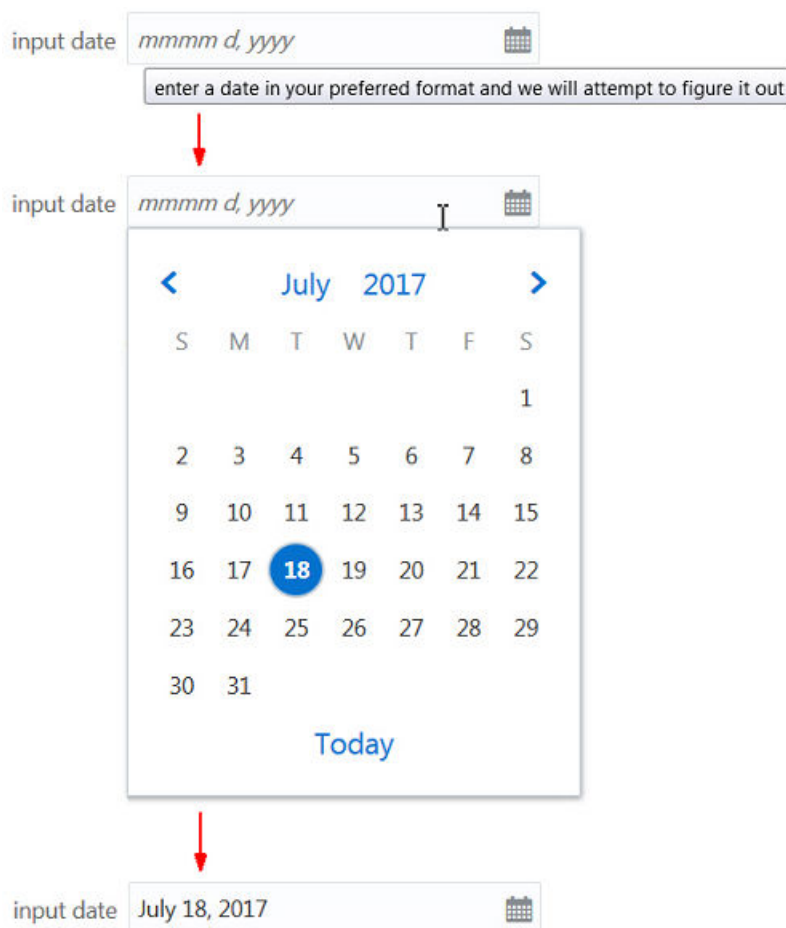 input date mmmm d, yyyy
enter a date in your preferred format and we will attempt to figure it out
input date mmmm d, yyyy
July 2017
S M T W T F S
1
2 3 4 5 6 7 8
9 10 11 12 13 14 15
16 17 18 19 20 21 22
23 24 25 26 27 28 29
30 31
Today
input date July 18, 2017